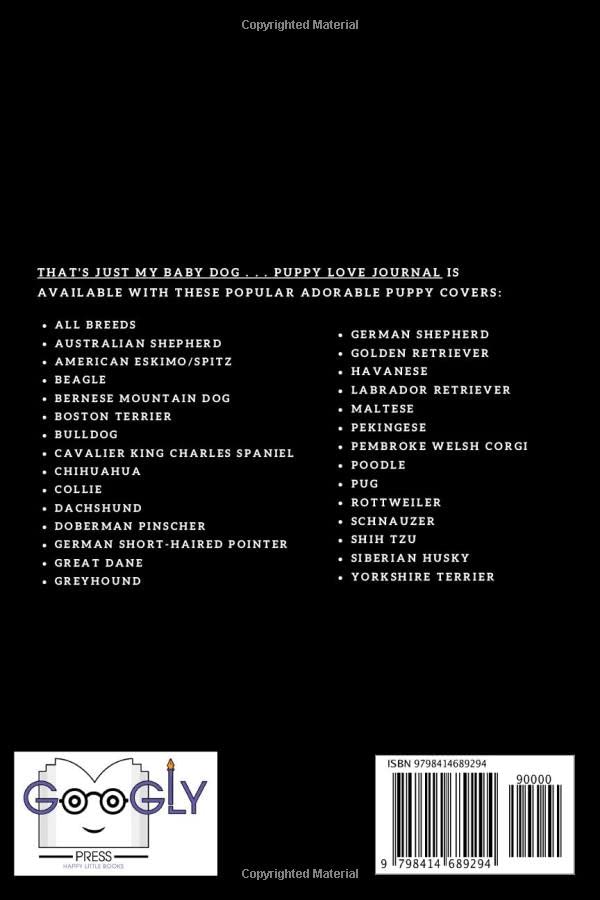 Copyrighted Material
THAT'S JUST MY BABY DOG . . . PUPPY LOVE JOURNAL IS
AVAILABLE WITH THESE POPULAR ADORABLE PUPPY COVERS:
• ALL BREEDS
• AUSTRALIAN SHEPHERD
• AMERICAN ESKIMO/SPITZ
• BEAGLE
• BERNESE MOUNTAIN DOG
• BOSTON TERRIER
• BULLDOG
• CAVALIER KING CHARLES SPANIEL
• CHIHUAHUA
• COLLIE
• DACHSHUND
• DOBERMAN PINSCHER
• GERMAN SHORT-HAIRED POINTER
• GREAT DANE
• GREYHOUND
• GERMAN SHEPHERD
• GOLDEN RETRIEVER
• HAVANESE
• LABRADOR RETRIEVER
• MALTESE
• PEKINGESE
• PEMBROKE WELSH CORGI
• POODLE
• PUG
• ROTTWEILER
• SCHNAUZER
• SHIH TZU
• SIBERIAN HUSKY
• YORKSHIRE TERRIER
GOOGLY
PRESS
HAPPY LITTLE BOOKS
ISBN 9798414689294
90000
9 798414 689294
Copyrighted Material